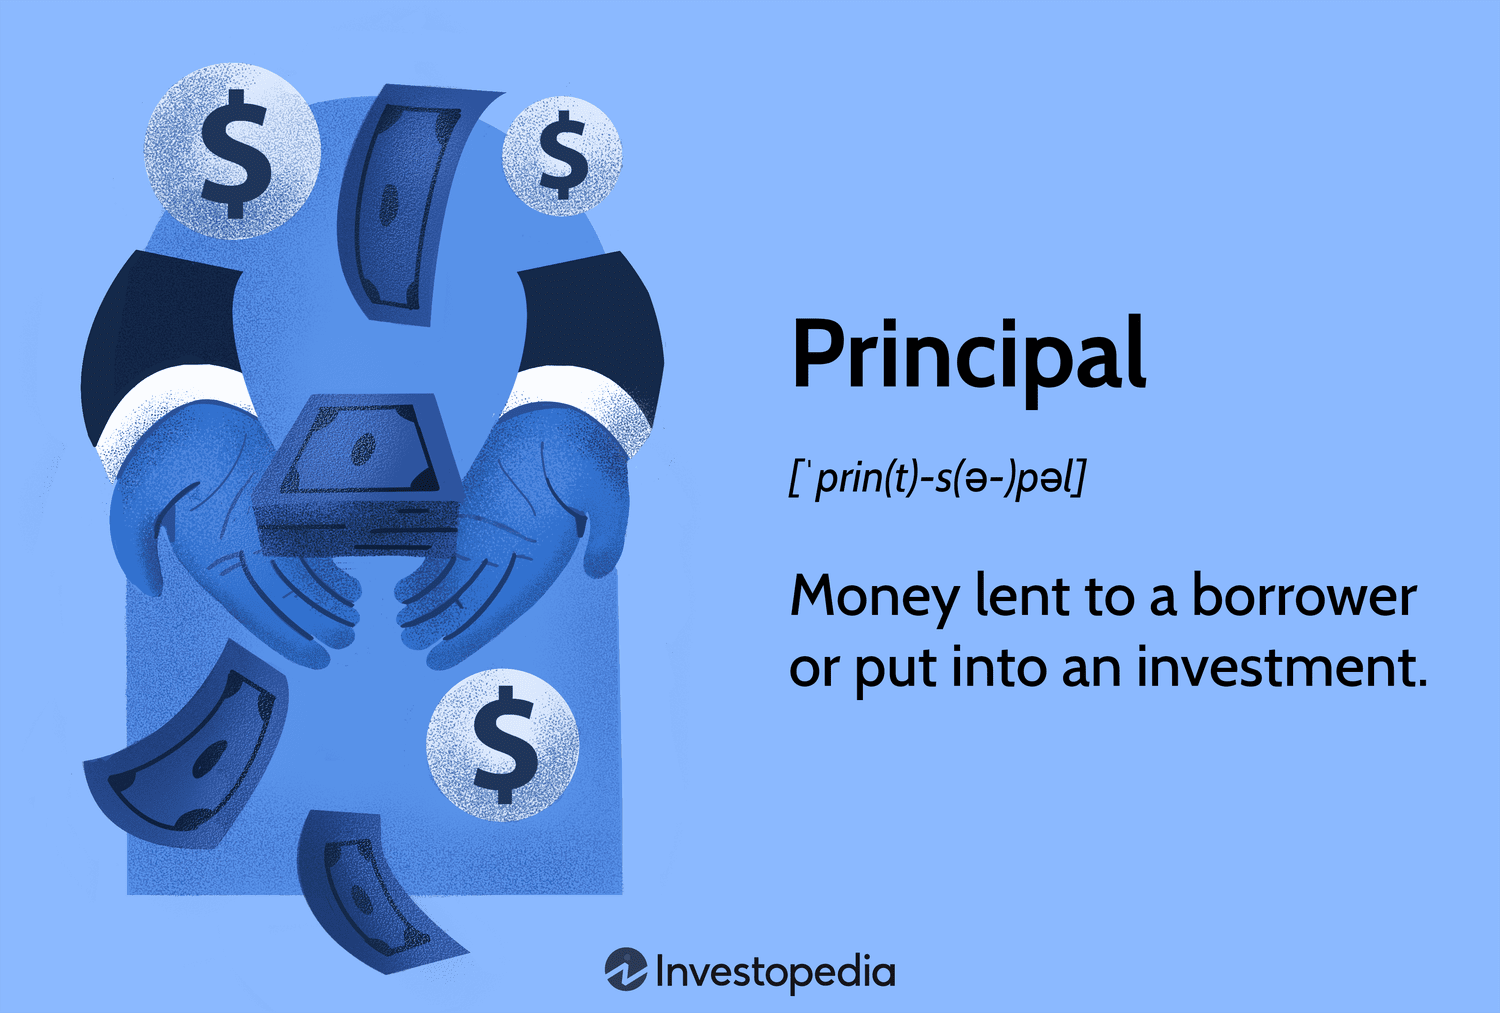 $
$
Principal
[ˈprin(t)-s(ə-)pəl]
Money lent to a borrower
or put into an investment.
$
Investopedia